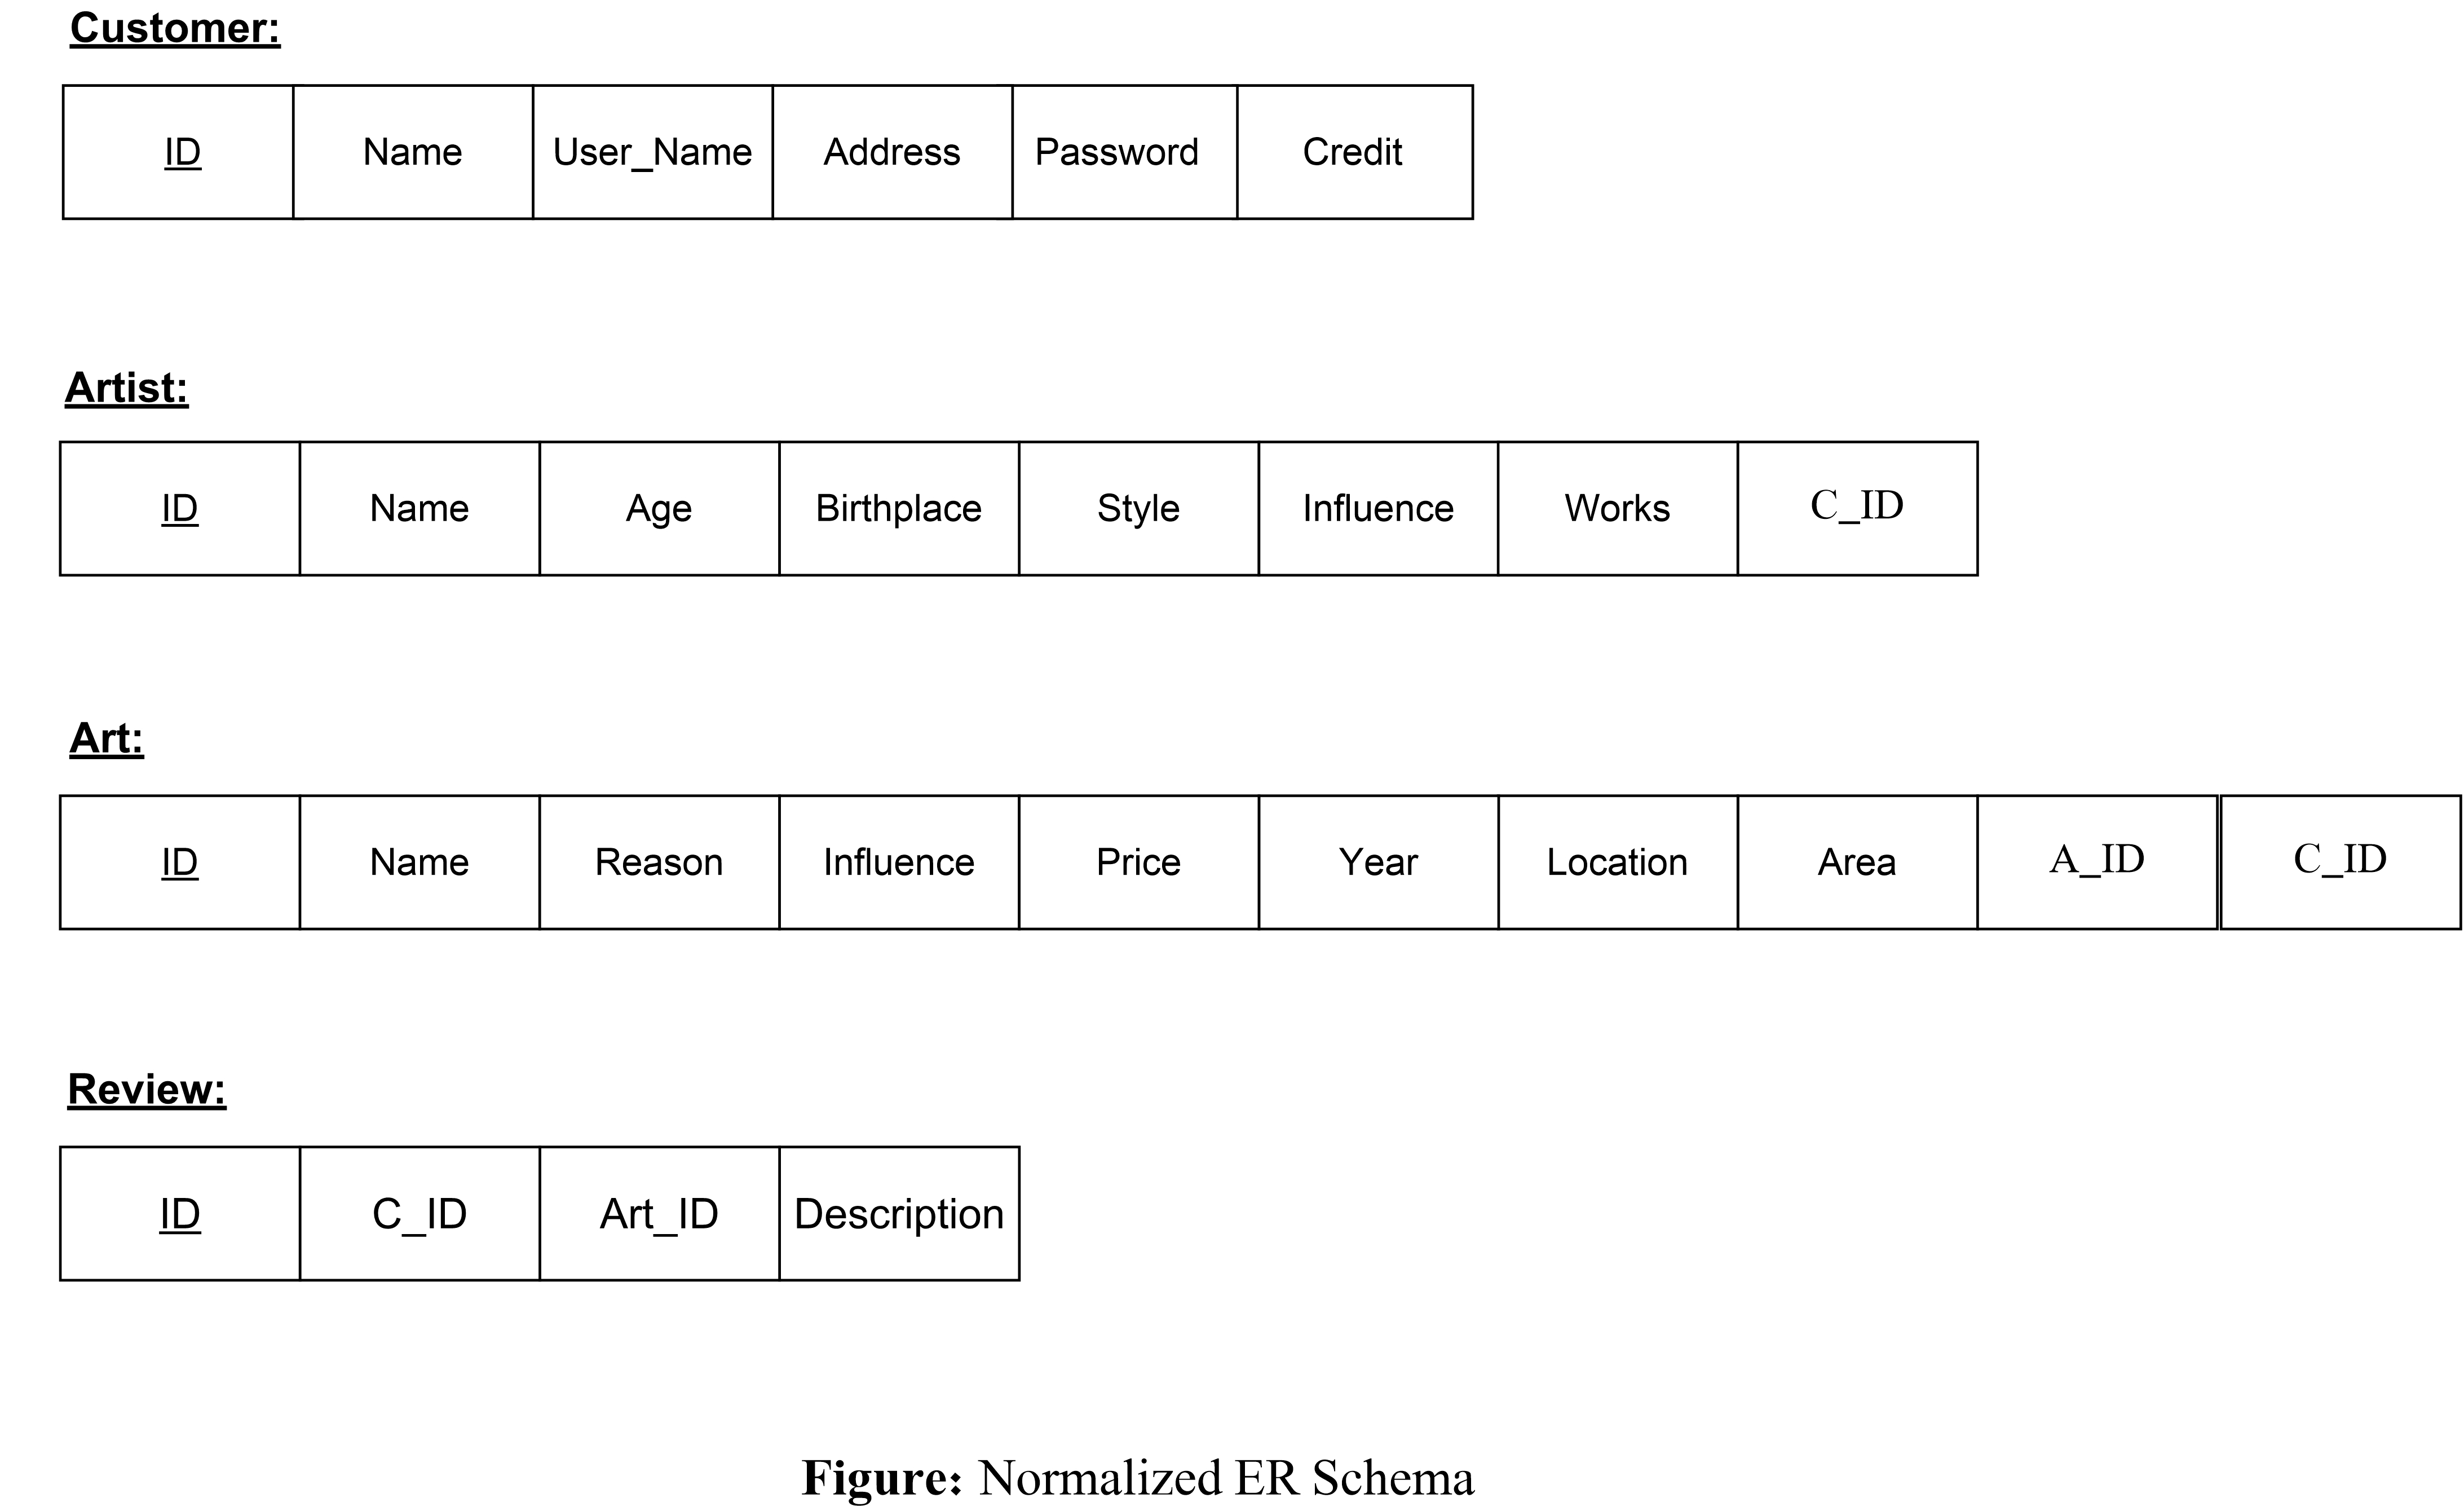 Customer:
ID Name User_Name Address Password Credit
Artist:
ID Name Age Birthplace Style Influence Works C_ID
Art:
ID Name Reason Influence Price Year Location Area A_ID C_ID
Review:
ID C_ID Art_ID Description
Figure: Normalized ER Schema